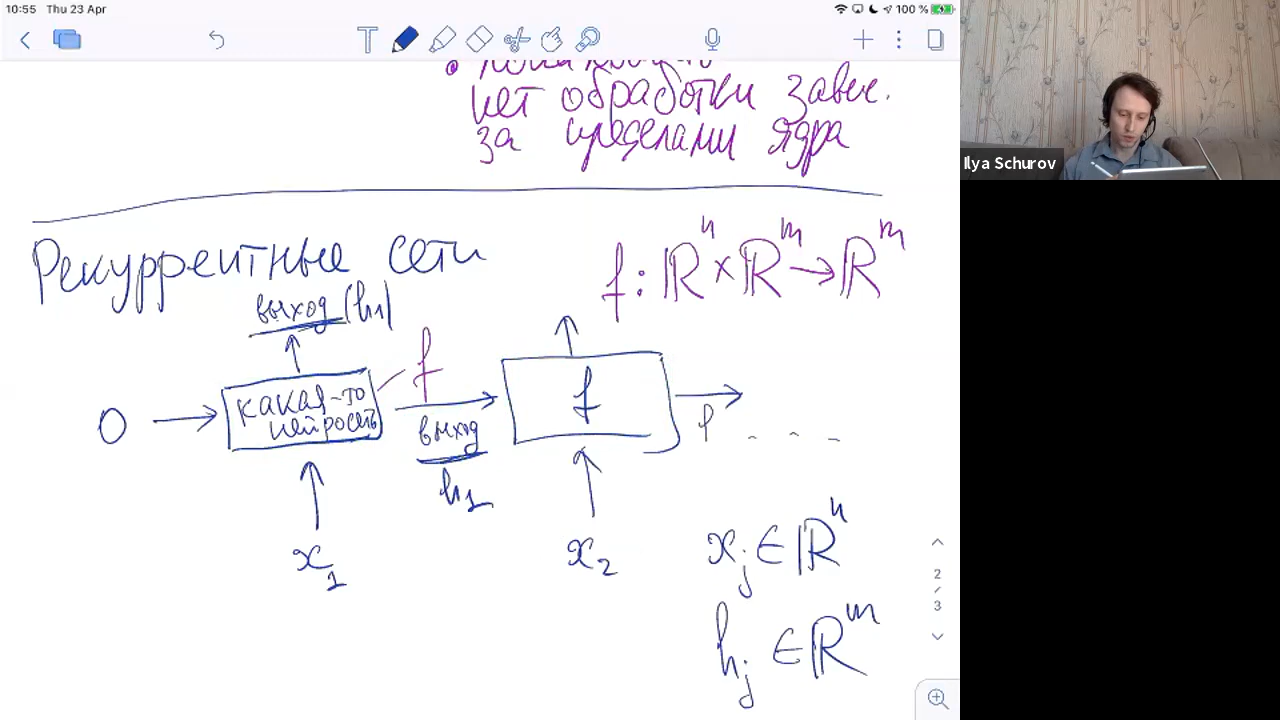 10:55 Thu 23 Apr
100 %
T
нет обработки завис.
за пределами ядра
Рекуррентные сети
f: ℝⁿ × ℝᵐ → ℝᵐ
выход (h₁)
f
0
какая-то
нейросеть
f
выход
h₁
x₁
x₂
xⱼ ∈ ℝⁿ
hⱼ ∈ ℝᵐ
2
/
3
Ilya Schurov